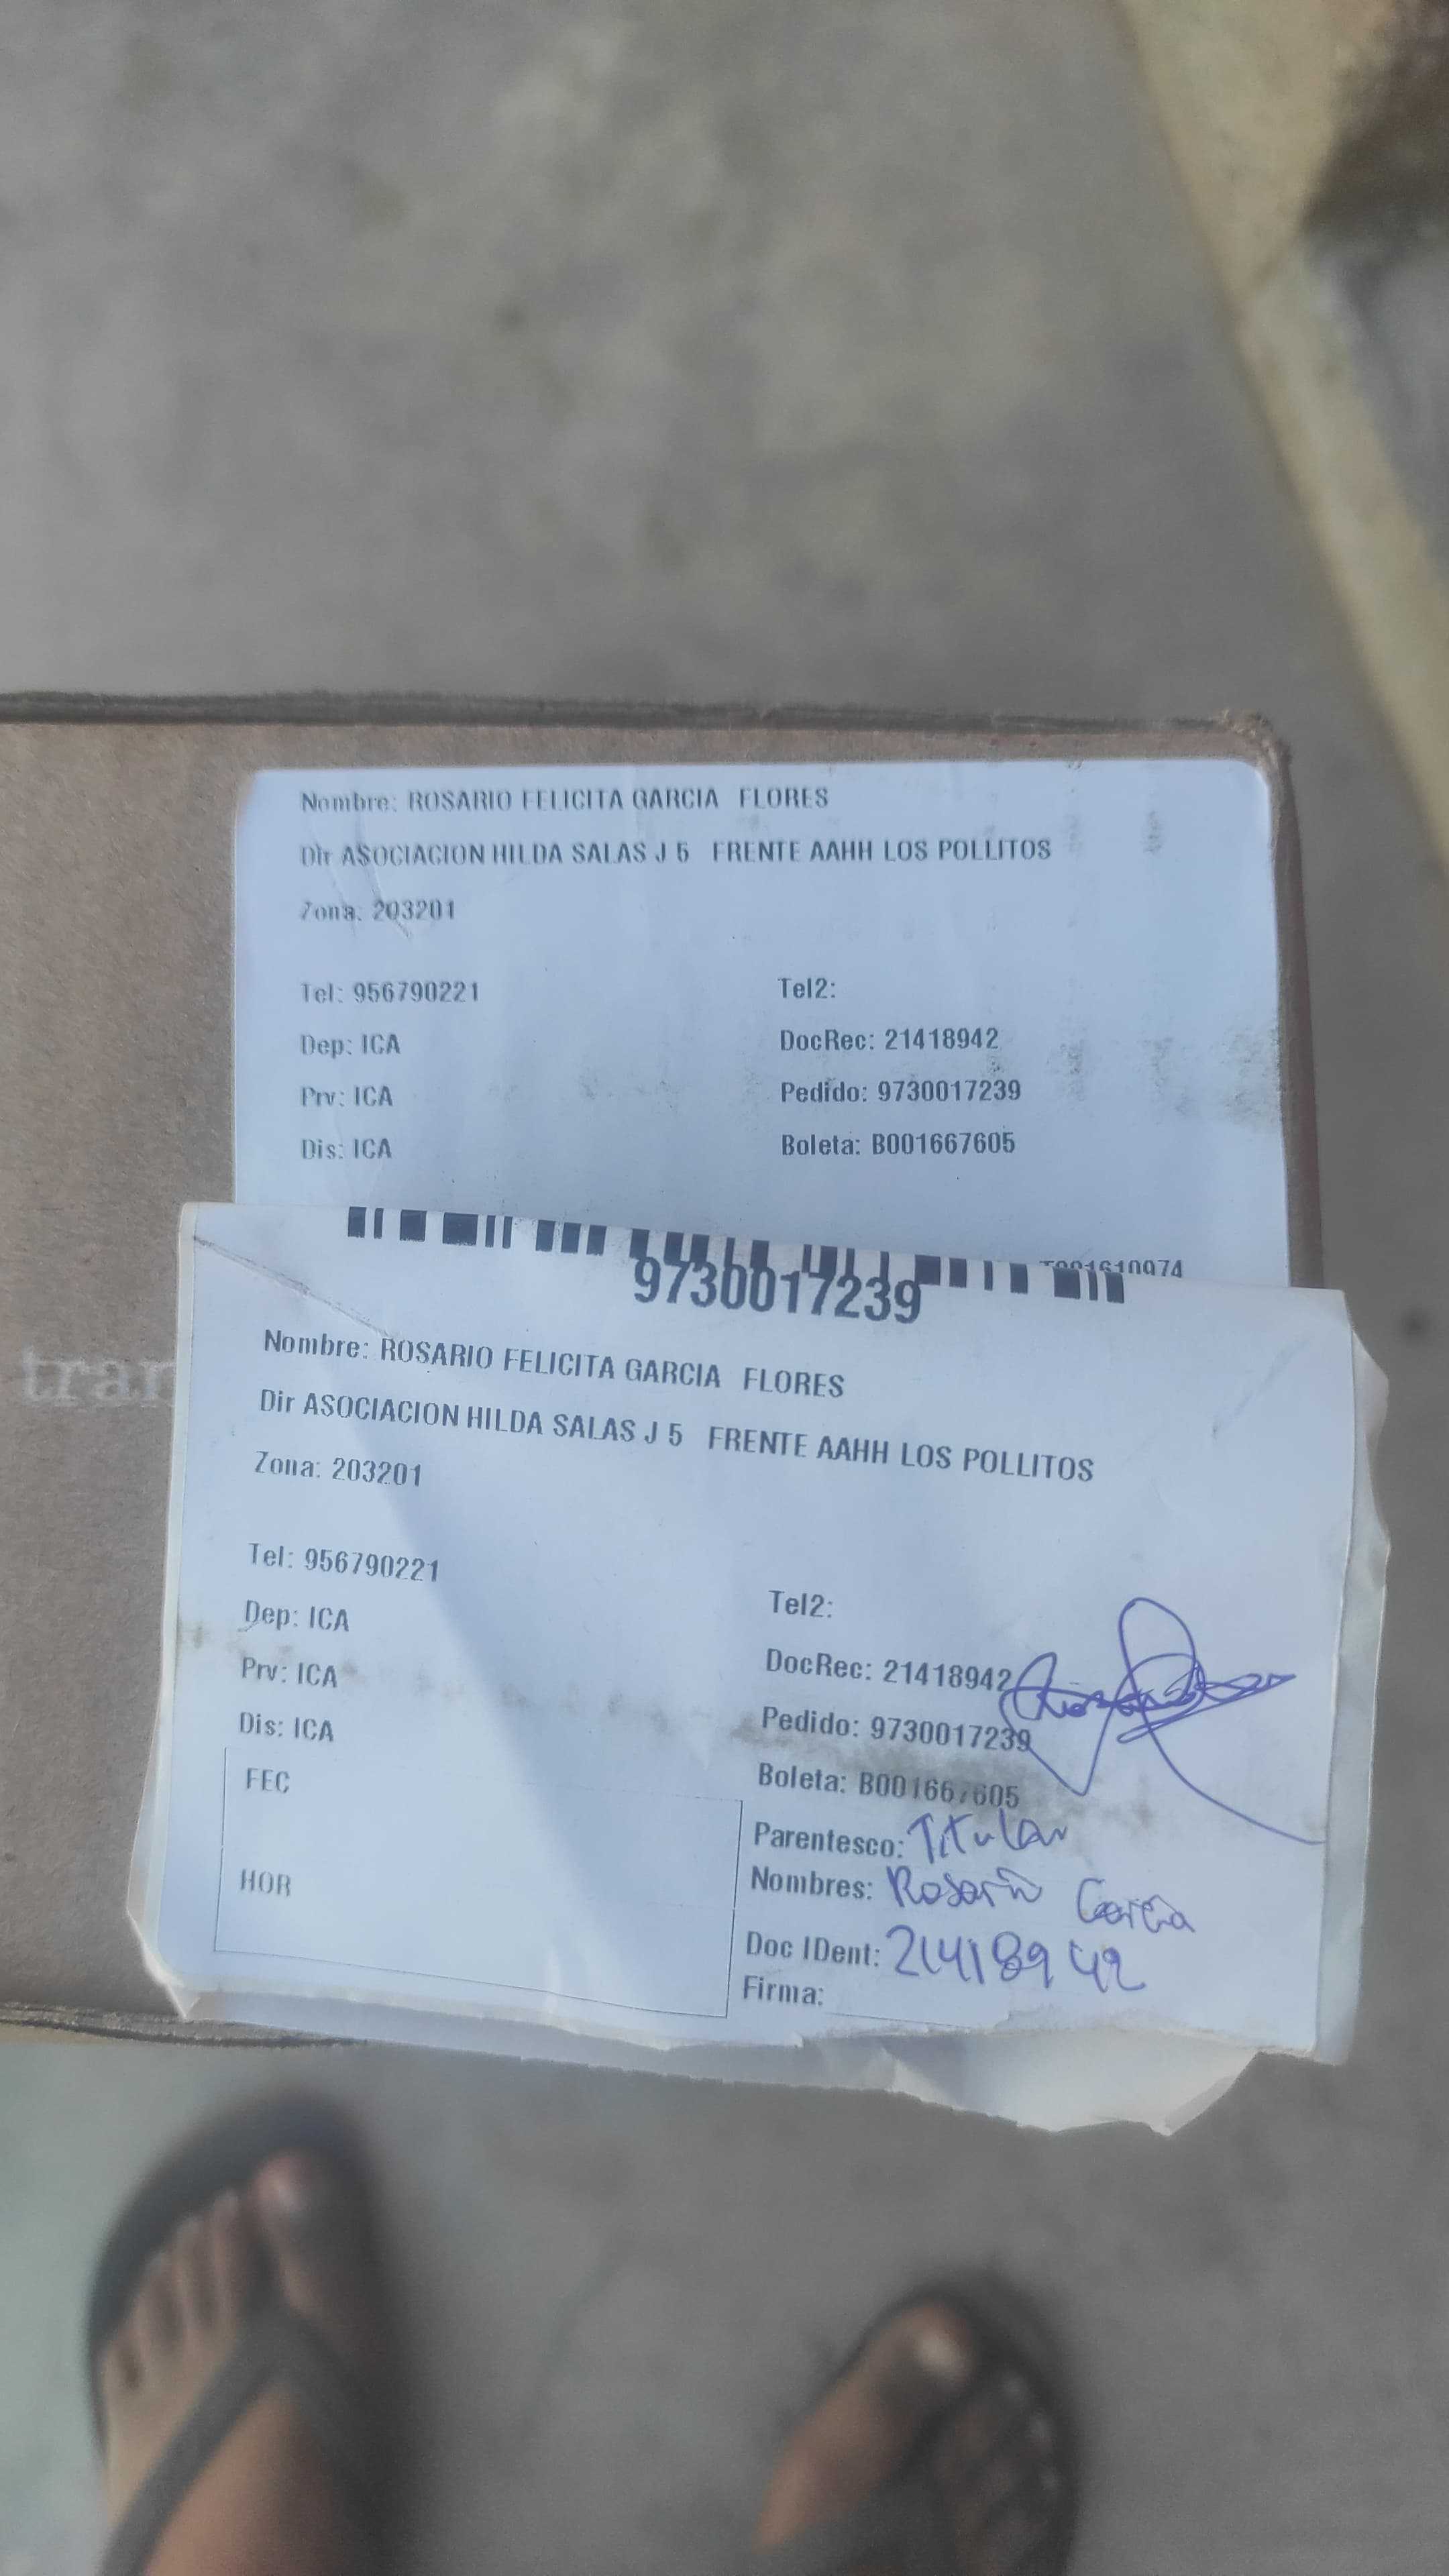 Nombre: ROSARIO FELICITA GARCIA FLORES
Dir ASOCIACION HILDA SALAS J 5 FRENTE AAHH LOS POLLITOS
Zona: 203201
Tel: 956790221
Tel2:
Dep: ICA
DocRec: 21418942
Prv: ICA
Pedido: 9730017239
Dis: ICA
Boleta: B001667605
T001610974
9730017239
tran
Nombre: ROSARIO FELICITA GARCIA FLORES
Dir ASOCIACION HILDA SALAS J 5 FRENTE AAHH LOS POLLITOS
Zona: 203201
Tel: 956790221
Tel2:
Dep: ICA
DocRec: 21418942
Prv: ICA
Pedido: 9730017239
Dis: ICA
Boleta: B001667605
FEC
Parentesco: Titular
HOR
Nombres: Rosario Garcia
Doc IDent: 21418942
Firma: